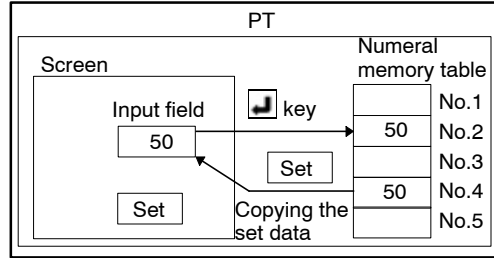 PT
Numeral
memory table
Screen
Input field
50
key
Set
Set
Copying the
set data
No.1
50 No.2
No.3
50 No.4
No.5